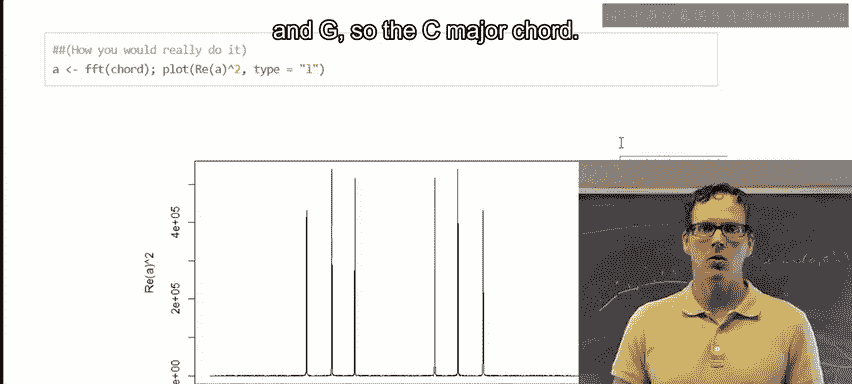 and G, so the C major chord.
##(How you would really do it)
a <- fft(chord); plot(Re(a)^2, type = "l")
Re(a)^2
4e+05
2e+05
e+00